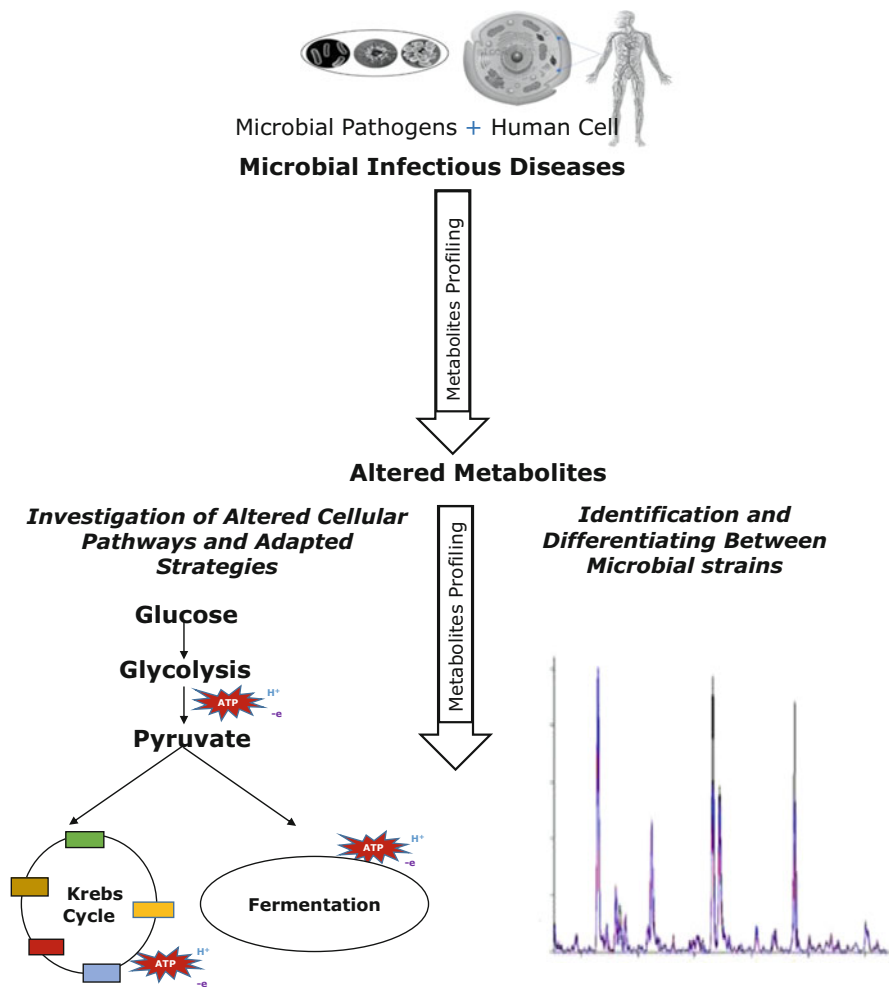 Microbial Pathogens + Human Cell
Microbial Infectious Diseases
Metabolites Profiling
Altered Metabolites
Investigation of Altered Cellular
Pathways and Adapted
Strategies
Metabolites Profiling
Identification and
Differentiating Between
Microbial strains
Glucose
Glycolysis
ATP
H⁺
-e
Pyruvate
ATP
H⁺
-e
Krebs
Cycle
Fermentation
ATP
H⁺
-e